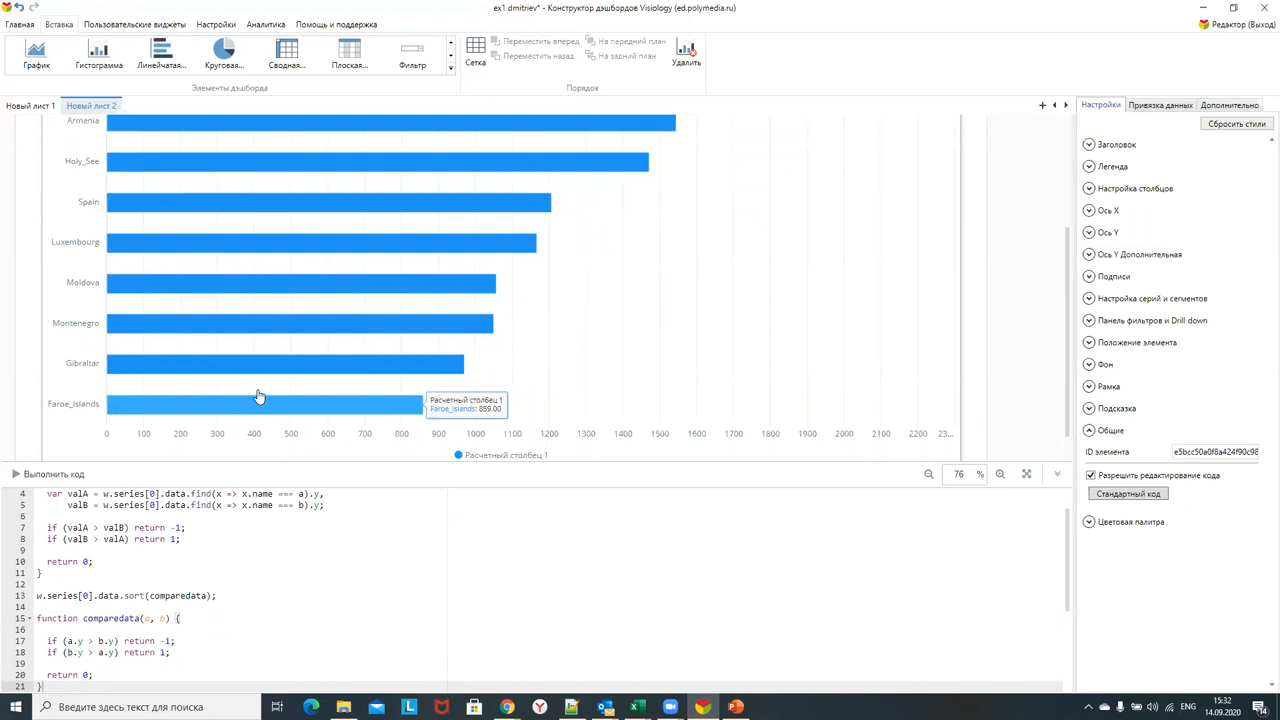 ex1 dmitriev* - Конструктор дэшбордов Visiology (ed.polymedia.ru)
Главная Вставка Пользовательские виджеты Настройки Аналитика Помощь и поддержка
Редактор (Выход)
График Гистограмма Линейчатая... Круговая... Сводная... Плоская... Фильтр
Сетка Переместить вперед На передний план
Переместить назад На задний план Удалить
Элементы дэшборда Порядок
Новый лист 1 Новый лист 2
Настройки Привязка данных Дополнительно
Сбросить стили
Заголовок
Легенда
Настройка столбцов
Ось X
Ось Y
Ось Y Дополнительная
Подписи
Настройка серий и сегментов
Панель фильтров и Drill down
Положение элемента
Фон
Рамка
Подсказка
Общие
ID элемента e5bcc50a0f8a424f90c98
Разрешить редактирование кода
Стандартный код
Цветовая палитра
Armenia
Holy_See
Spain
Luxembourg
Moldova
Montenegro
Gibraltar
Faroe_Islands
Расчетный столбец 1
Faroe_Islands: 859.00
0 100 200 300 400 500 600 700 800 900 1000 1100 1200 1300 1400 1500 1600 1700 1800 1900 2000 2100 2200 23...
Расчетный столбец 1
Выполнить код 76 %
4 var valA = w.series[0].data.find(x => x.name === a).y,
5 valB = w.series[0].data.find(x => x.name === b).y;
6
7 if (valA > valB) return -1;
8 if (valB > valA) return 1;
9
10 return 0;
11 }
12
13 w.series[0].data.sort(comparedata);
14
15 function comparedata(a, b) {
16
17 if (a.y > b.y) return -1;
18 if (b.y > a.y) return 1;
19
20 return 0;
21 }
Введите здесь текст для поиска
ENG
15:32
14.09.2020
14